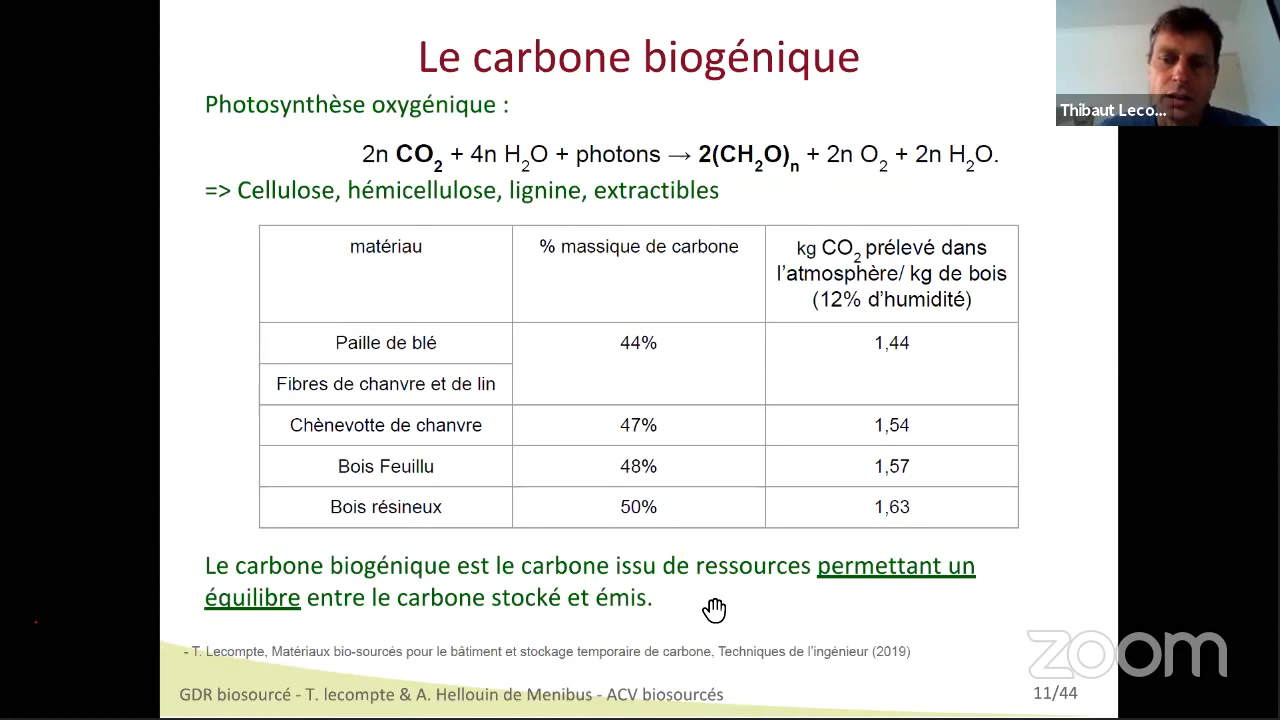 Le carbone biogénique
Thibaut Leco...
Photosynthèse oxygénique :
2n CO2 + 4n H2O + photons → 2(CH2O)n + 2n O2 + 2n H2O.
=> Cellulose, hémicellulose, lignine, extractibles
matériau
% massique de carbone
kg CO2 prélevé dans
l'atmosphère/ kg de bois
(12% d'humidité)
Paille de blé
44%
1,44
Fibres de chanvre et de lin
Chènevotte de chanvre
47%
1,54
Bois Feuillu
48%
1,57
Bois résineux
50%
1,63
Le carbone biogénique est le carbone issu de ressources permettant un
équilibre entre le carbone stocké et émis.
- T. Lecompte, Matériaux bio-sourcés pour le bâtiment et stockage temporaire de carbone, Techniques de l'ingénieur (2019)
GDR biosourcé - T. lecompte & A. Hellouin de Menibus - ACV biosourcés
11/44
zoom